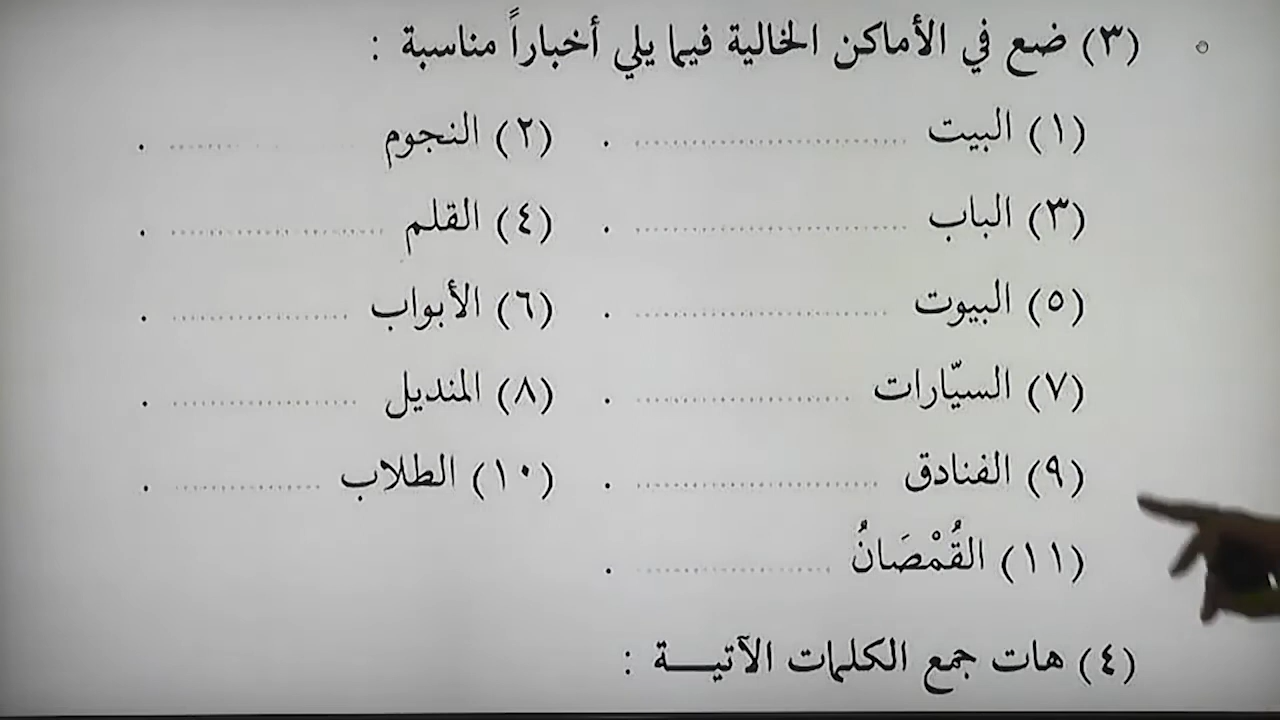 (٣) ضع في الأماكن الخالية فيما يلي أخباراً مناسبة :
(١) البيت .................... . (٢) النجوم .................... .
(٣) الباب .................... . (٤) القلم .................... .
(٥) البيوت .................... . (٦) الأبواب .................... .
(٧) السيّارات .................... . (٨) المنديل .................... .
(٩) الفنادق .................... . (١٠) الطلاب .................... .
(١١) القُمْصَانُ .................... .
(٤) هات جمع الكلمات الآتيـــة :